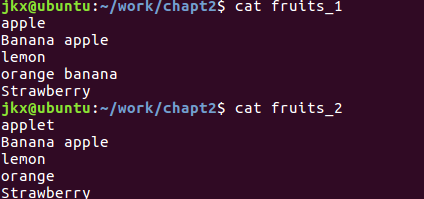 jkx@ubuntu:~/work/chapt2$ cat fruits_1
apple
Banana apple
lemon
orange banana
Strawberry
jkx@ubuntu:~/work/chapt2$ cat fruits_2
applet
Banana apple
lemon
orange
Strawberry